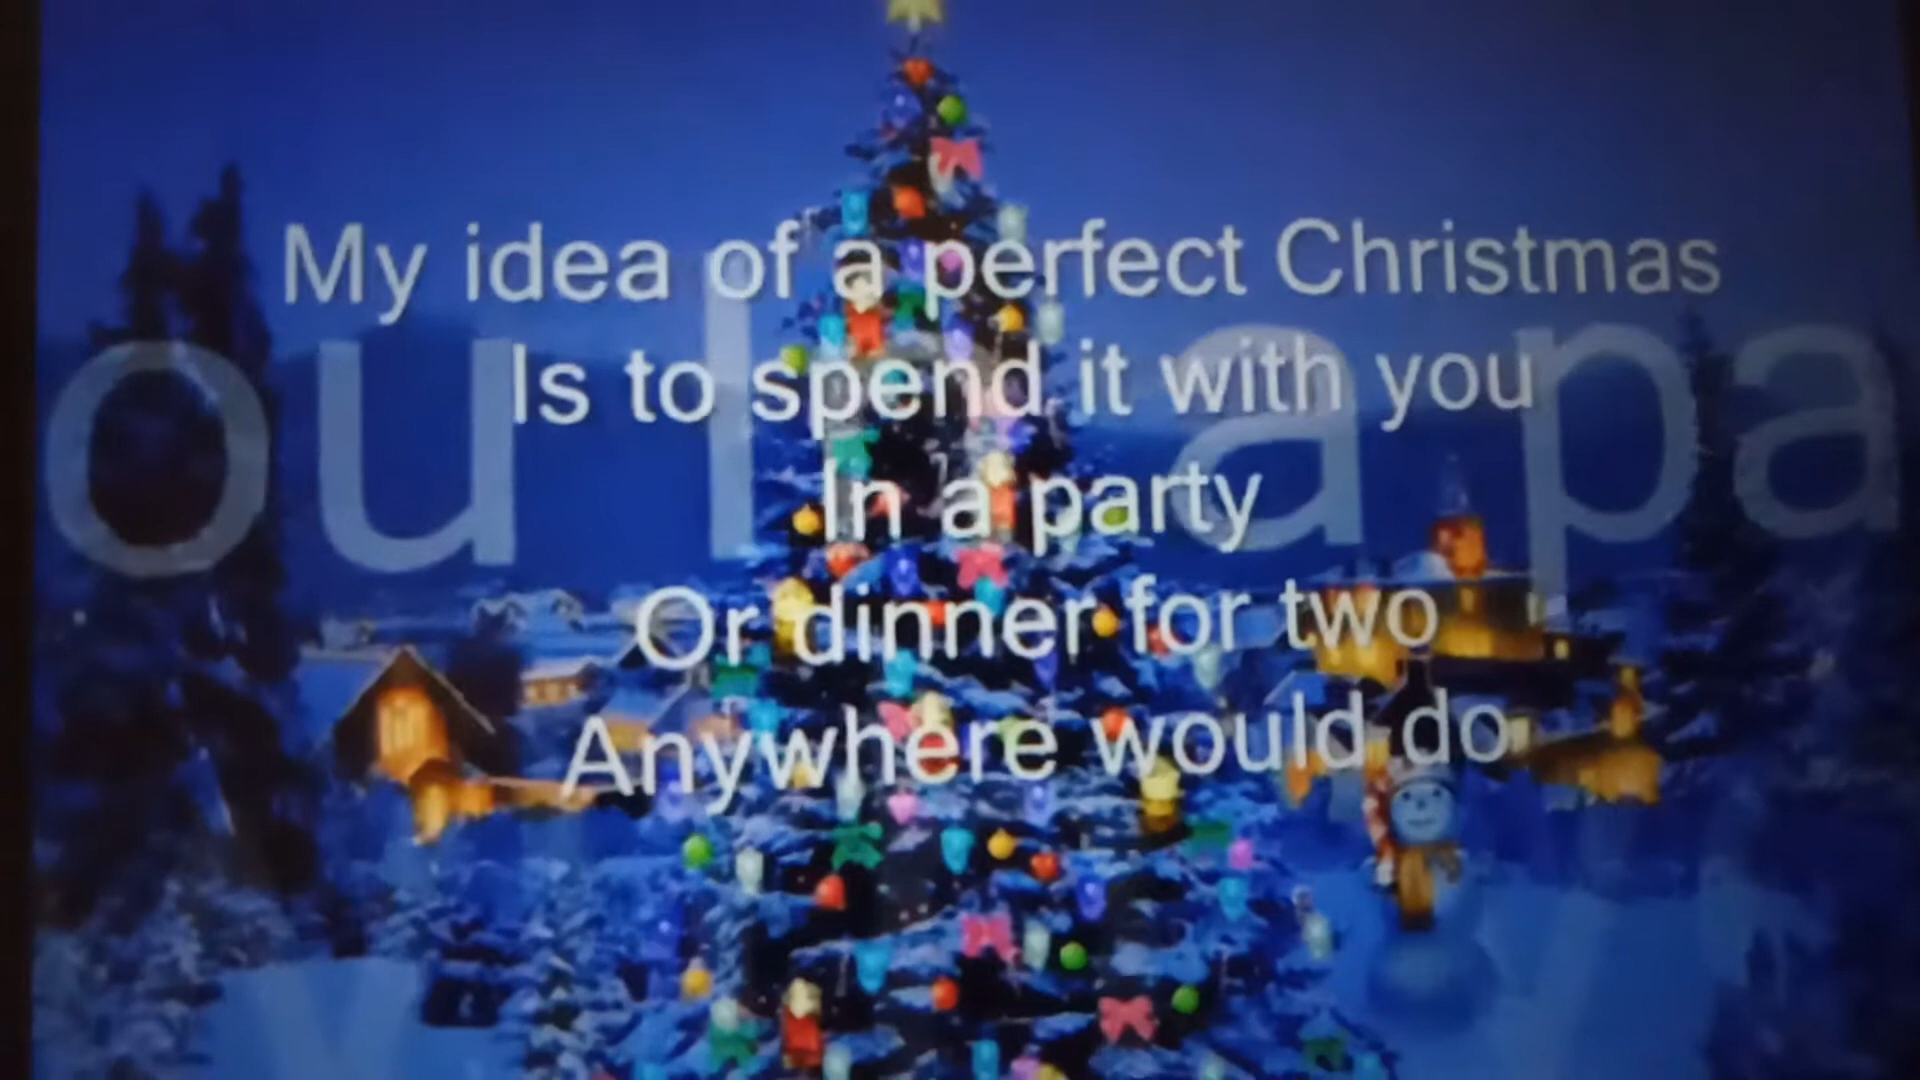 My idea of a perfect Christmas
Is to spend it with you
In a party
Or dinner for two
Anywhere would do